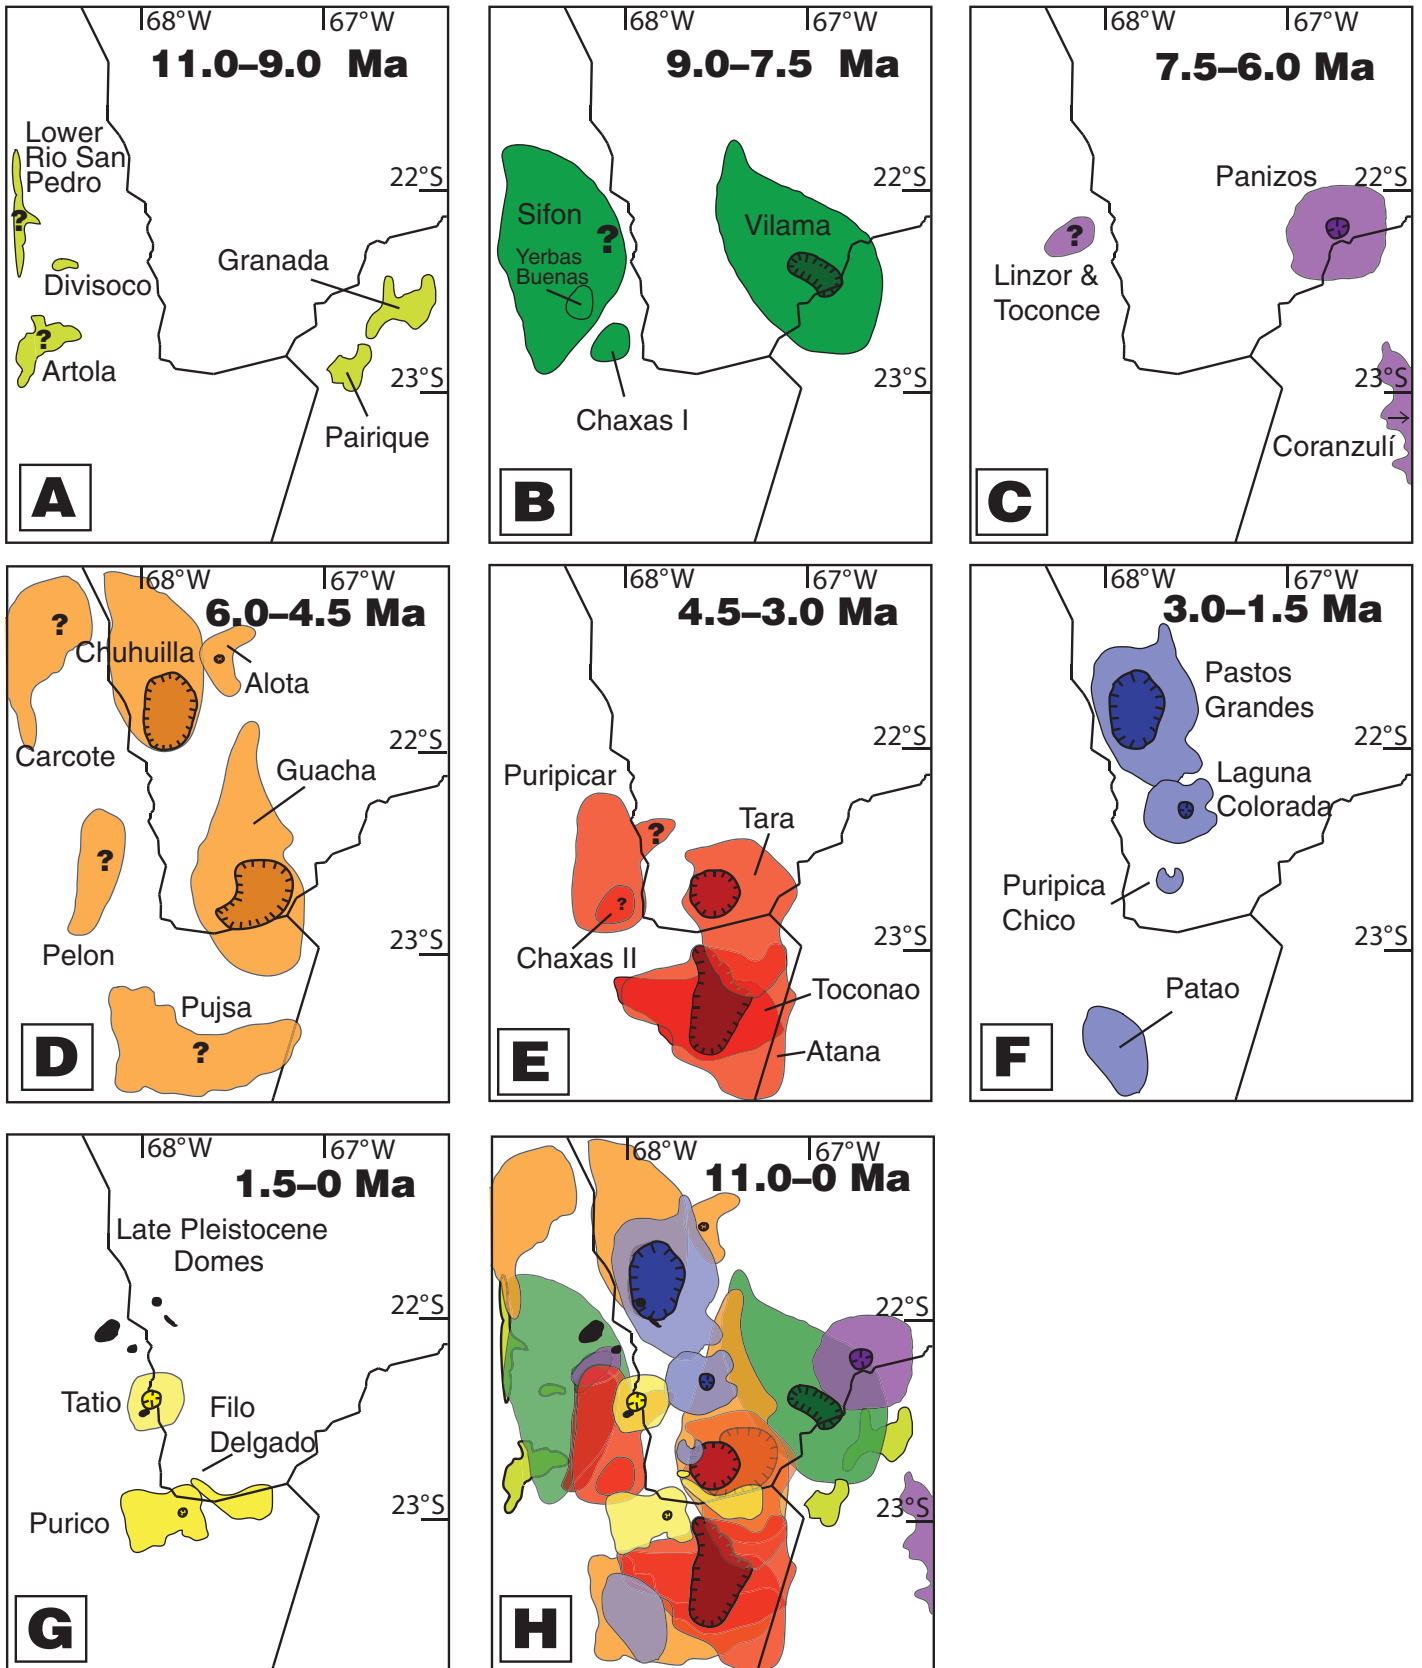 68°W
67°W
11.0–9.0 Ma
Lower
Rio San
Pedro
22°S
?
Granada
Divisoco
?
Artola
23°S
Pairique
A
68°W
67°W
9.0–7.5 Ma
22°S
Sifon
?
Vilama
Yerbas
Buenas
23°S
Chaxas I
B
68°W
67°W
7.5–6.0 Ma
Panizos
22°S
?
Linzor &
Toconce
23°S
Coranzulí
C
68°W
67°W
6.0–4.5 Ma
?
Chuhuilla
Alota
22°S
Carcote
Guacha
?
Pelon
23°S
Pujsa
?
D
68°W
67°W
4.5–3.0 Ma
22°S
Puripicar
Tara
?
?
Chaxas II
23°S
Toconao
Atana
E
68°W
67°W
3.0–1.5 Ma
Pastos
Grandes
22°S
Laguna
Colorada
Puripica
Chico
23°S
Patao
F
68°W
67°W
1.5–0 Ma
Late Pleistocene
Domes
22°S
Tatio
Filo
Delgado
23°S
Purico
G
68°W
67°W
11.0–0 Ma
22°S
23°S
H